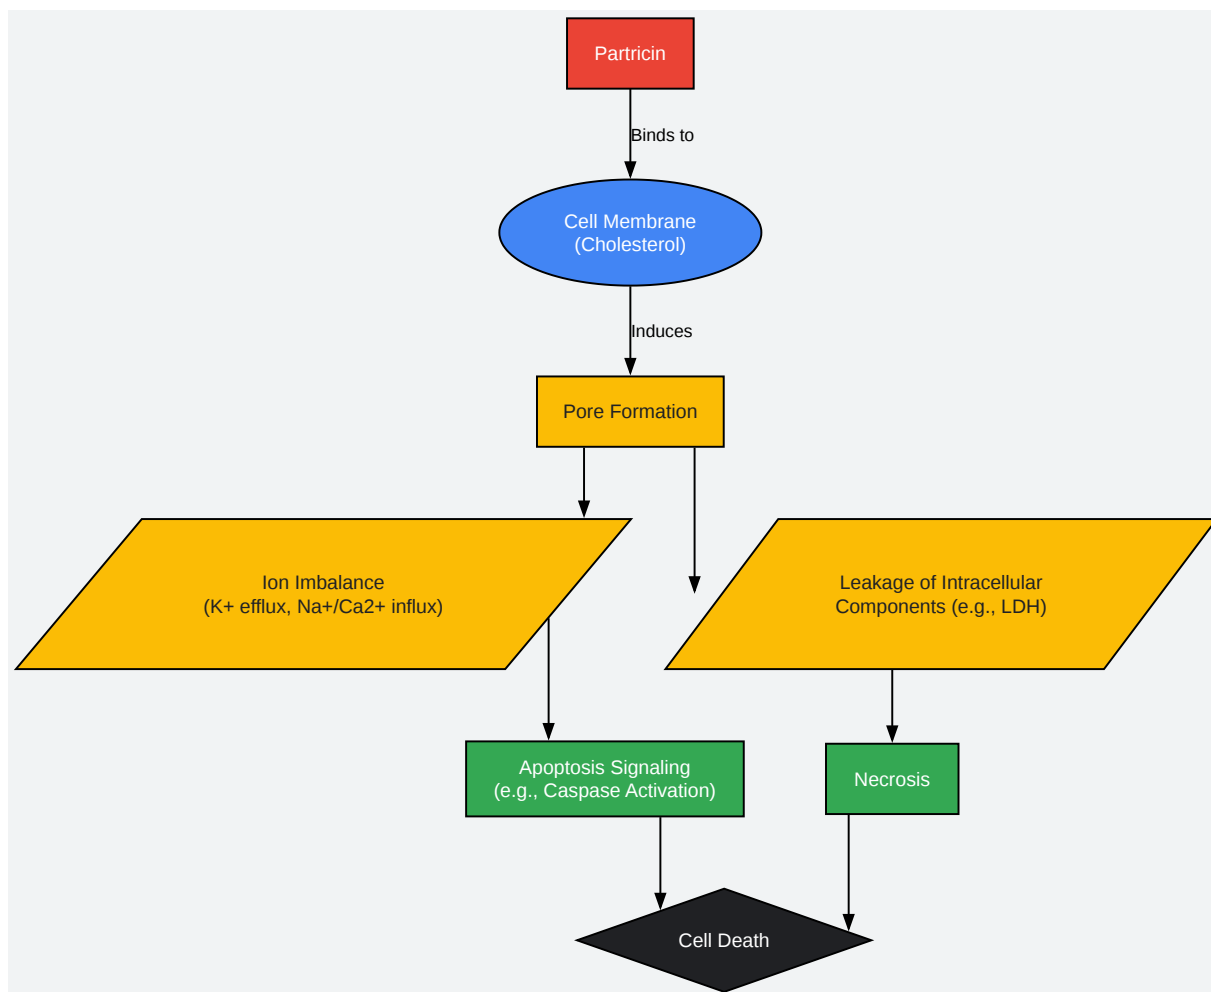 Partricin
Binds to
Cell Membrane
(Cholesterol)
Induces
Pore Formation
Ion Imbalance
(K+ efflux, Na+/Ca2+ influx)
Leakage of Intracellular
Components (e.g., LDH)
Apoptosis Signaling
(e.g., Caspase Activation)
Necrosis
Cell Death